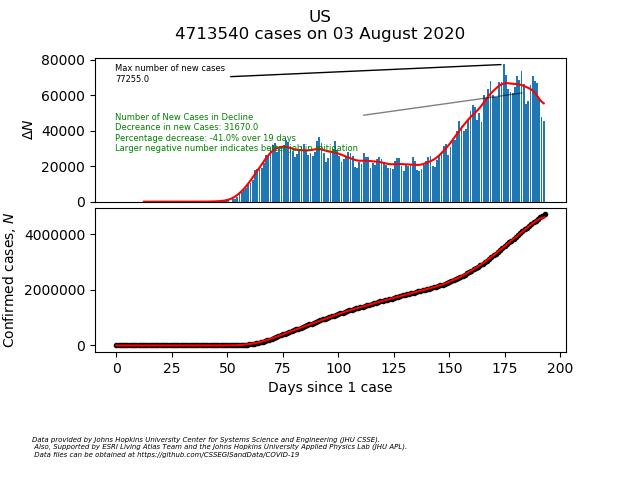 US
4713540 cases on 03 August 2020
80000
60000
40000
20000
0
ΔN
Max number of new cases
77255.0
Number of New Cases in Decline
Decreance in new Cases: 31670.0
Percentage decrease: -41.0% over 19 days
Larger negative number indicates better
mitigation
4000000
2000000
0
Confirmed cases, N
0 25 50 75 100 125 150 175 200
Days since 1 case
Data provided by Johns Hopkins University Center for Systems Science and Engineering (JHU CSSE).
Also, Supported by ESRI Living Atlas Team and the Johns Hopkins University Applied Physics Lab (JHU APL).
Data files can be obtained at https://github.com/CSSEGISandData/COVID-19